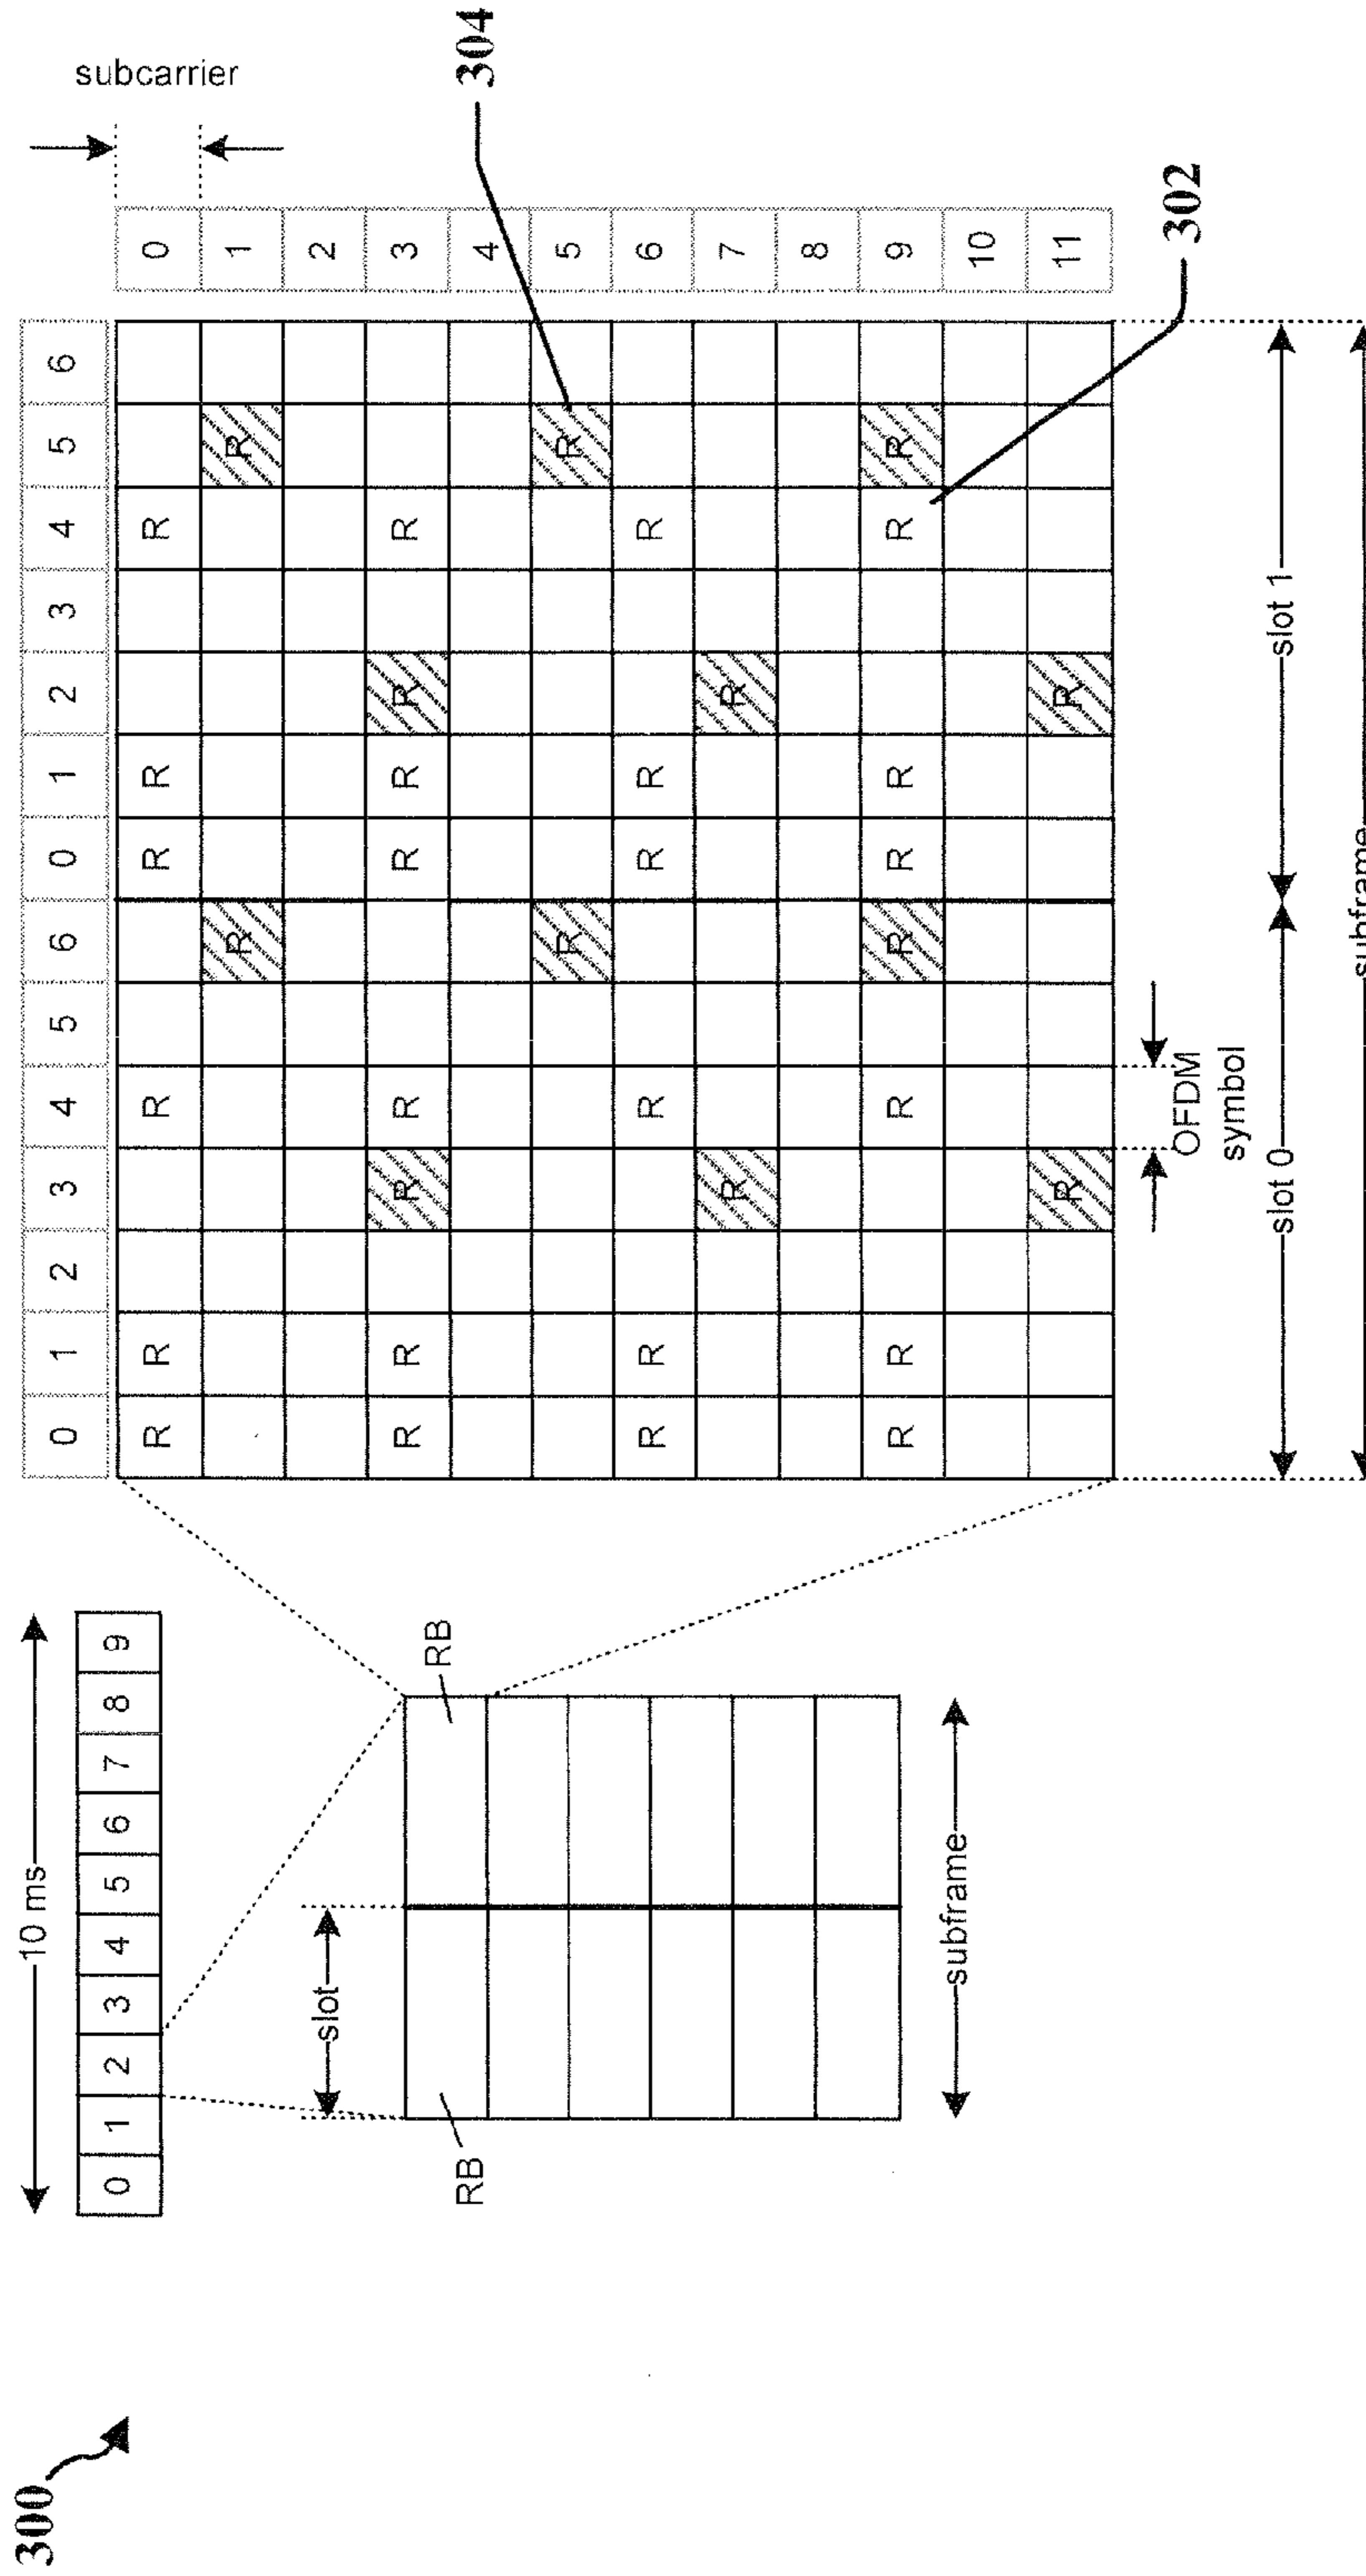 300
10 ms
0 1 2 3 4 5 6 7 8 9
slot
RB
RB
subframe
0 1 2 3 4 5 6 0 1 2 3 4 5 6
subcarrier
R R R R R R 0
R R 1
2
R R R R R R R R 3
4
R R 5
R R R R R R 6
R R 7
8
R R R R R R R R 9
10
R R 11
304
302
OFDM
symbol
slot 0
slot 1
subframe